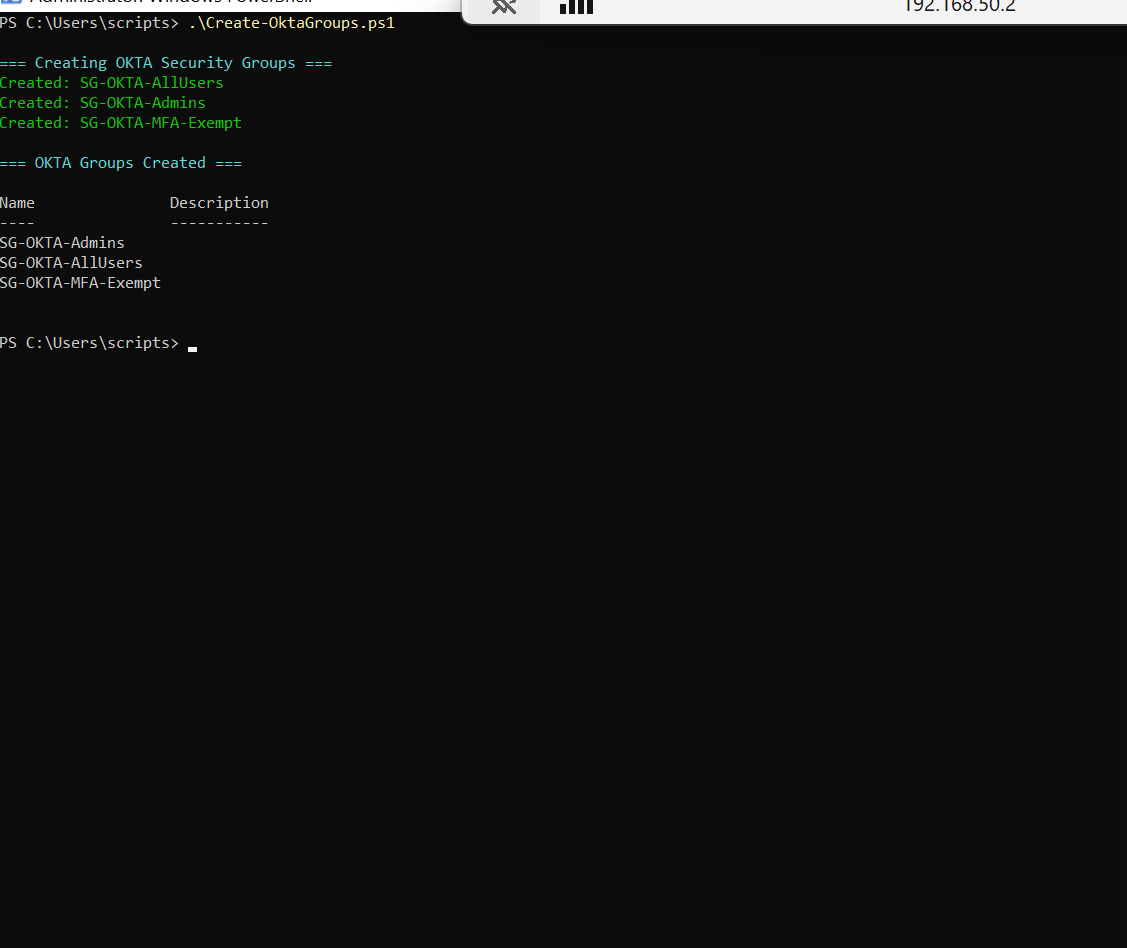 Administrator: Windows PowerShell
192.168.50.2
PS C:\Users\scripts> .\Create-OktaGroups.ps1
=== Creating OKTA Security Groups ===
Created: SG-OKTA-AllUsers
Created: SG-OKTA-Admins
Created: SG-OKTA-MFA-Exempt
=== OKTA Groups Created ===
Name Description
---- -----------
SG-OKTA-Admins
SG-OKTA-AllUsers
SG-OKTA-MFA-Exempt
PS C:\Users\scripts>